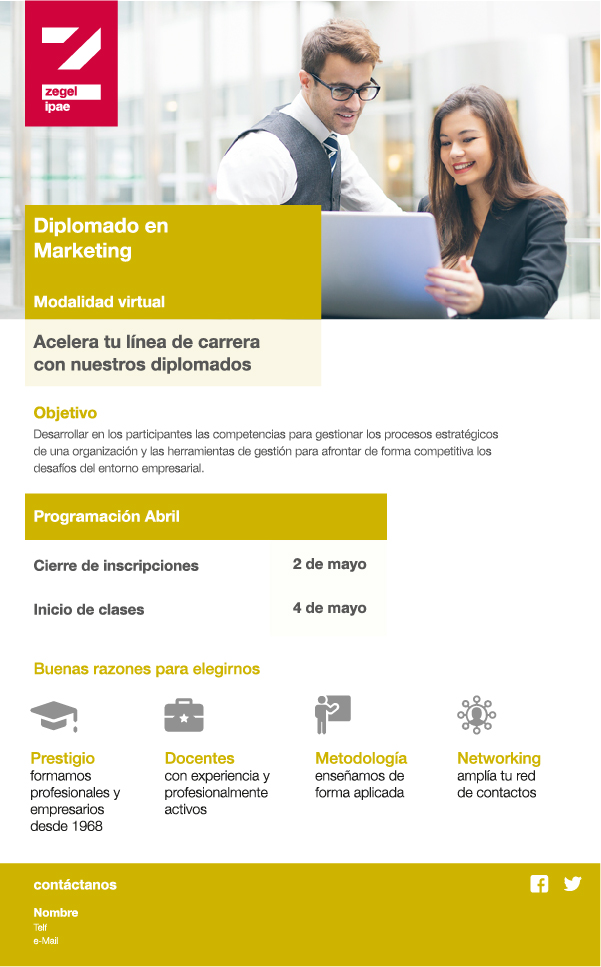 zegel
ipae
Diplomado en
Marketing
Modalidad virtual
Acelera tu línea de carrera
con nuestros diplomados
Objetivo
Desarrollar en los participantes las competencias para gestionar los procesos estratégicos
de una organización y las herramientas de gestión para afrontar de forma competitiva los
desafíos del entorno empresarial.
Programación Abril
Cierre de inscripciones 2 de mayo
Inicio de clases 4 de mayo
Buenas razones para elegirnos
Prestigio
formamos
profesionales y
empresarios
desde 1968
Docentes
con experiencia y
profesionalmente
activos
Metodología
enseñamos de
forma aplicada
Networking
amplía tu red
de contactos
contáctanos
Nombre
Telf
e-Mail